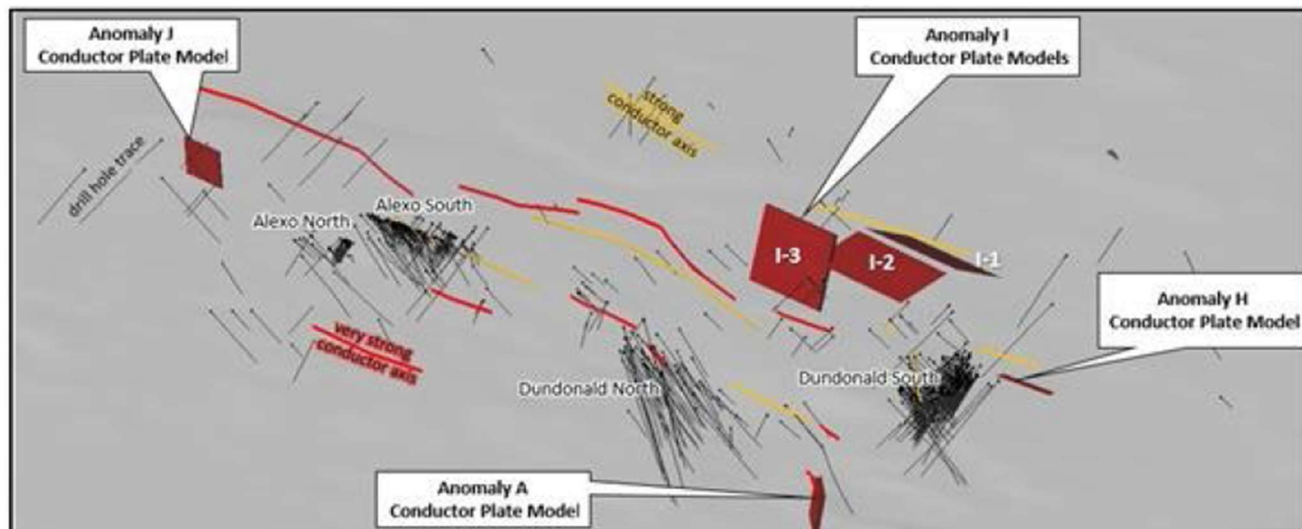 Anomaly J
Conductor Plate Model
Anomaly I
Conductor Plate Models
strong
conductor axis
drill hole trace
Alexo North
Alexo South
I-3
I-2
I-1
Anomaly H
Conductor Plate Model
very strong
conductor axis
Dundonald North
Dundonald South
Anomaly A
Conductor Plate Model